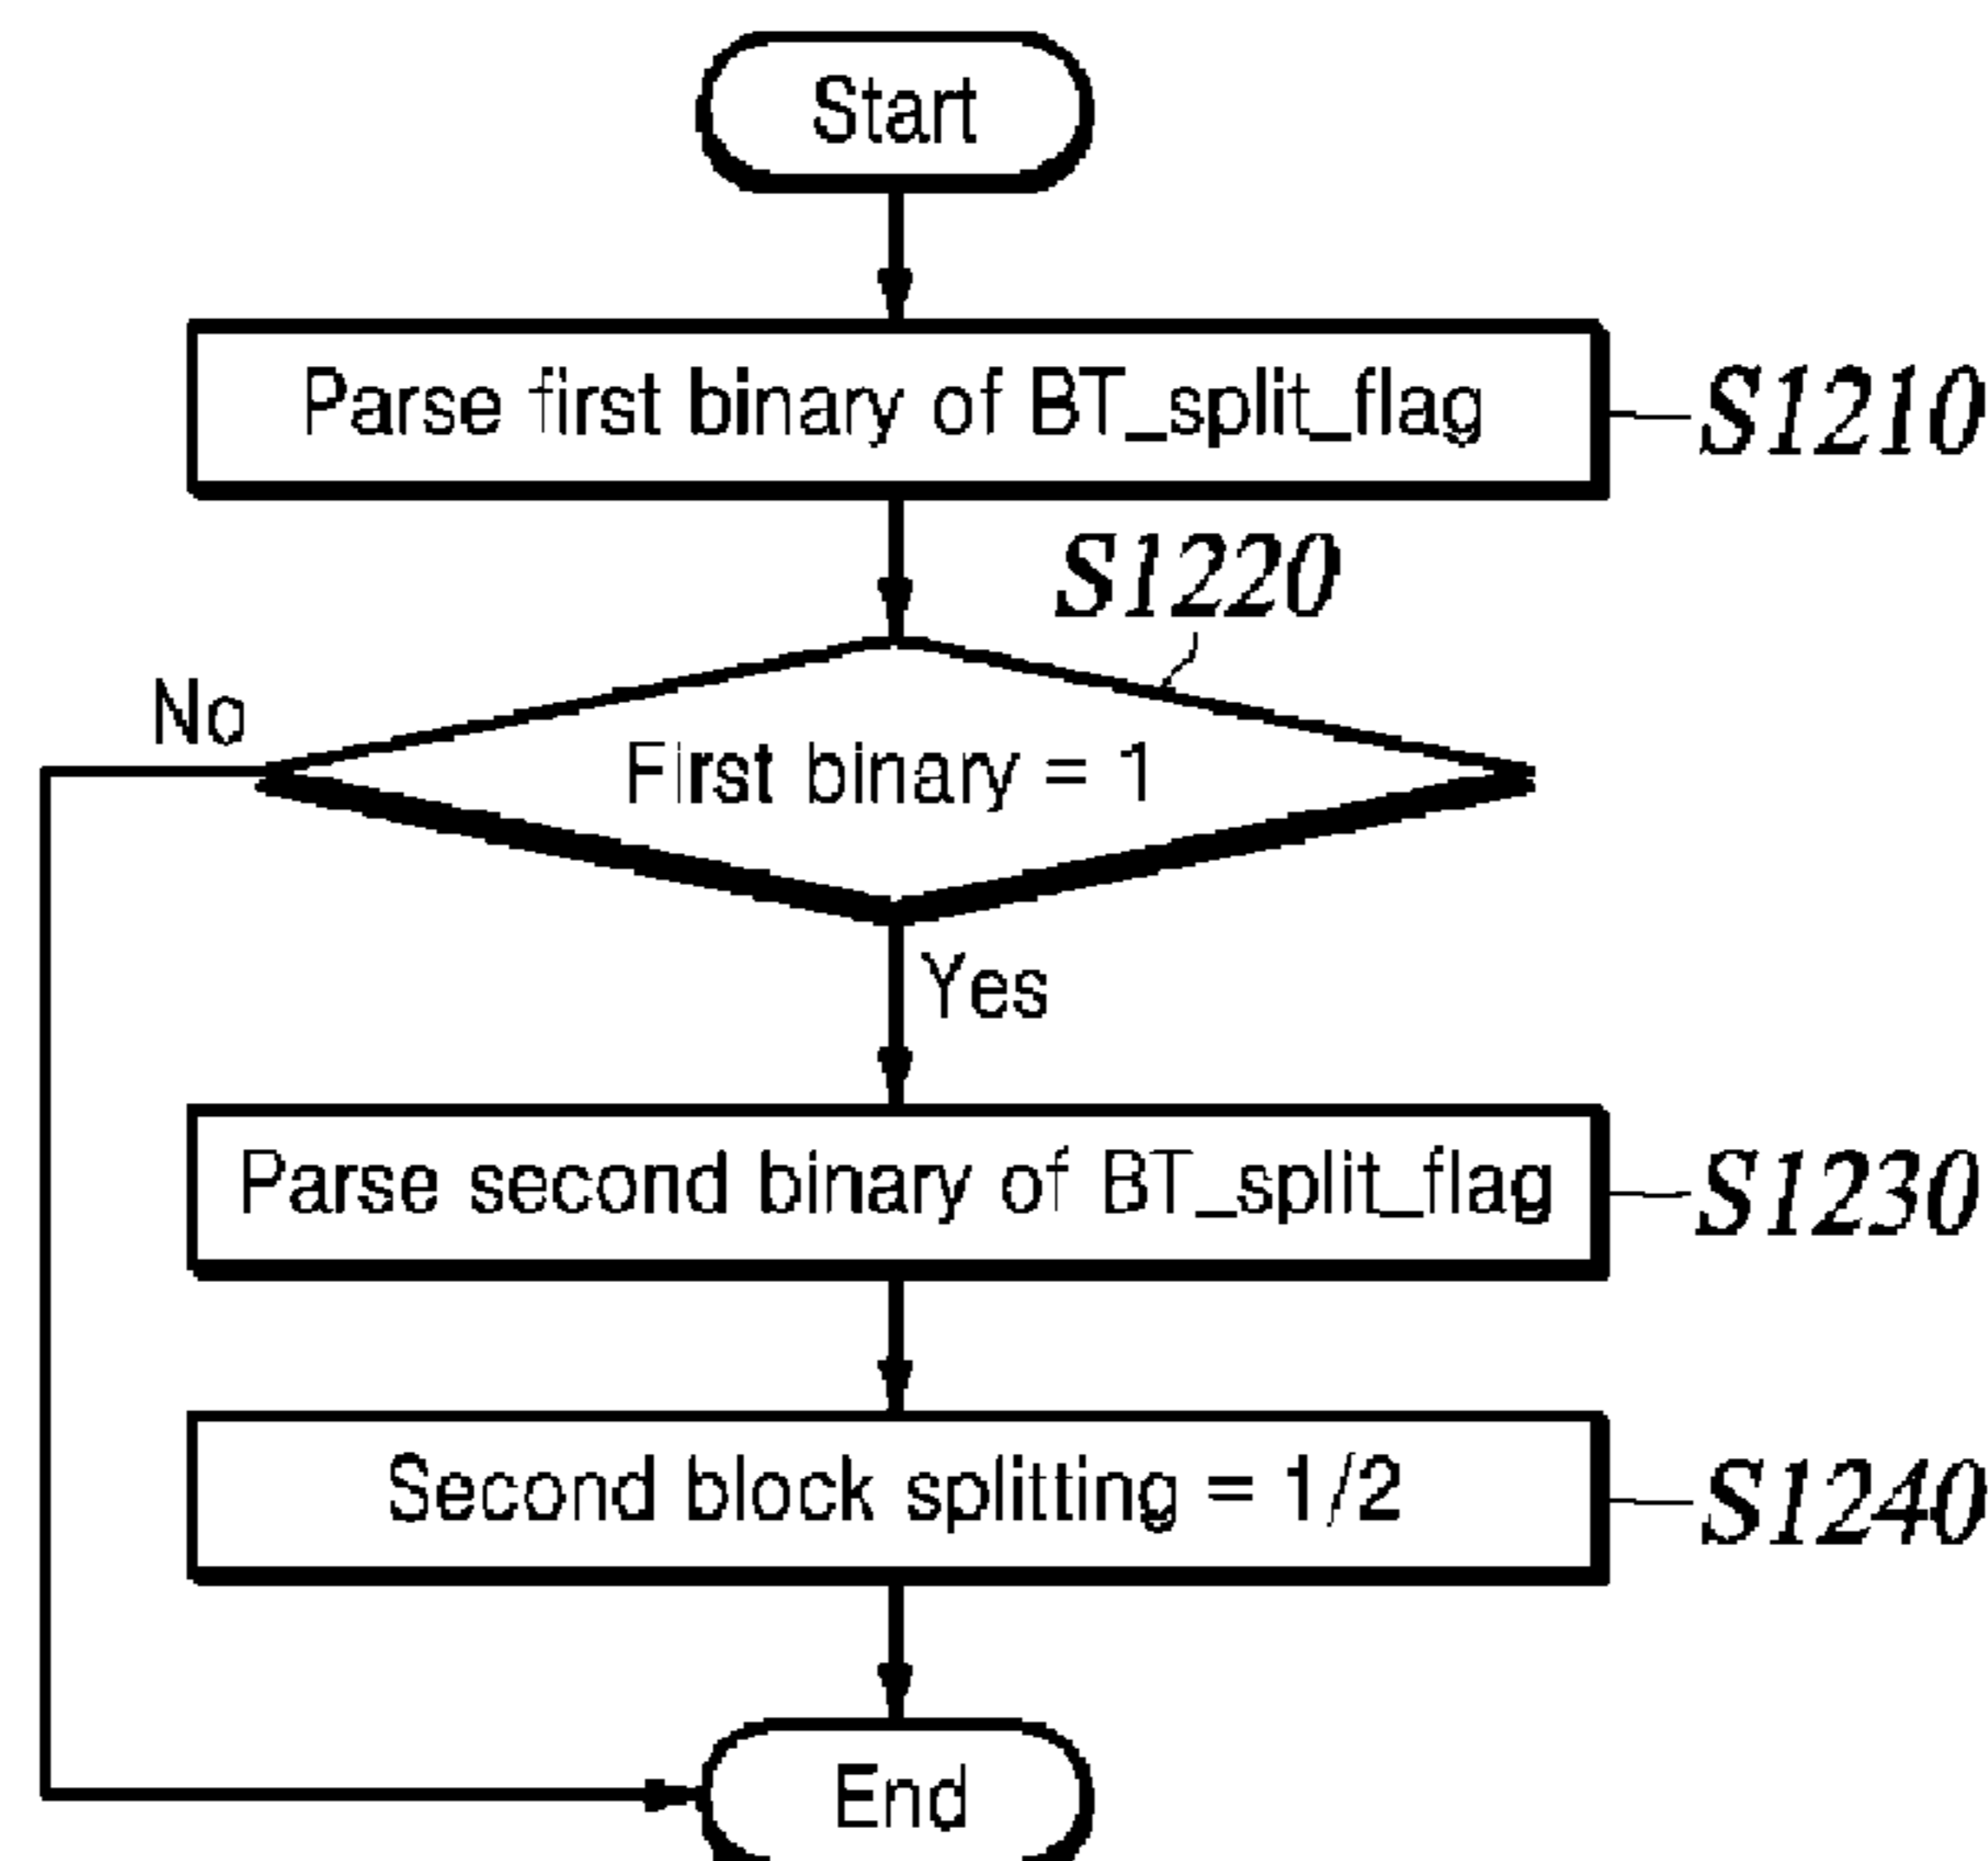 Start
Parse first binary of BT_split_flag
S1210
S1220
No
First binary = 1
Yes
Parse second binary of BT_split_flag
S1230
Second block splitting = 1/2
S1240
End